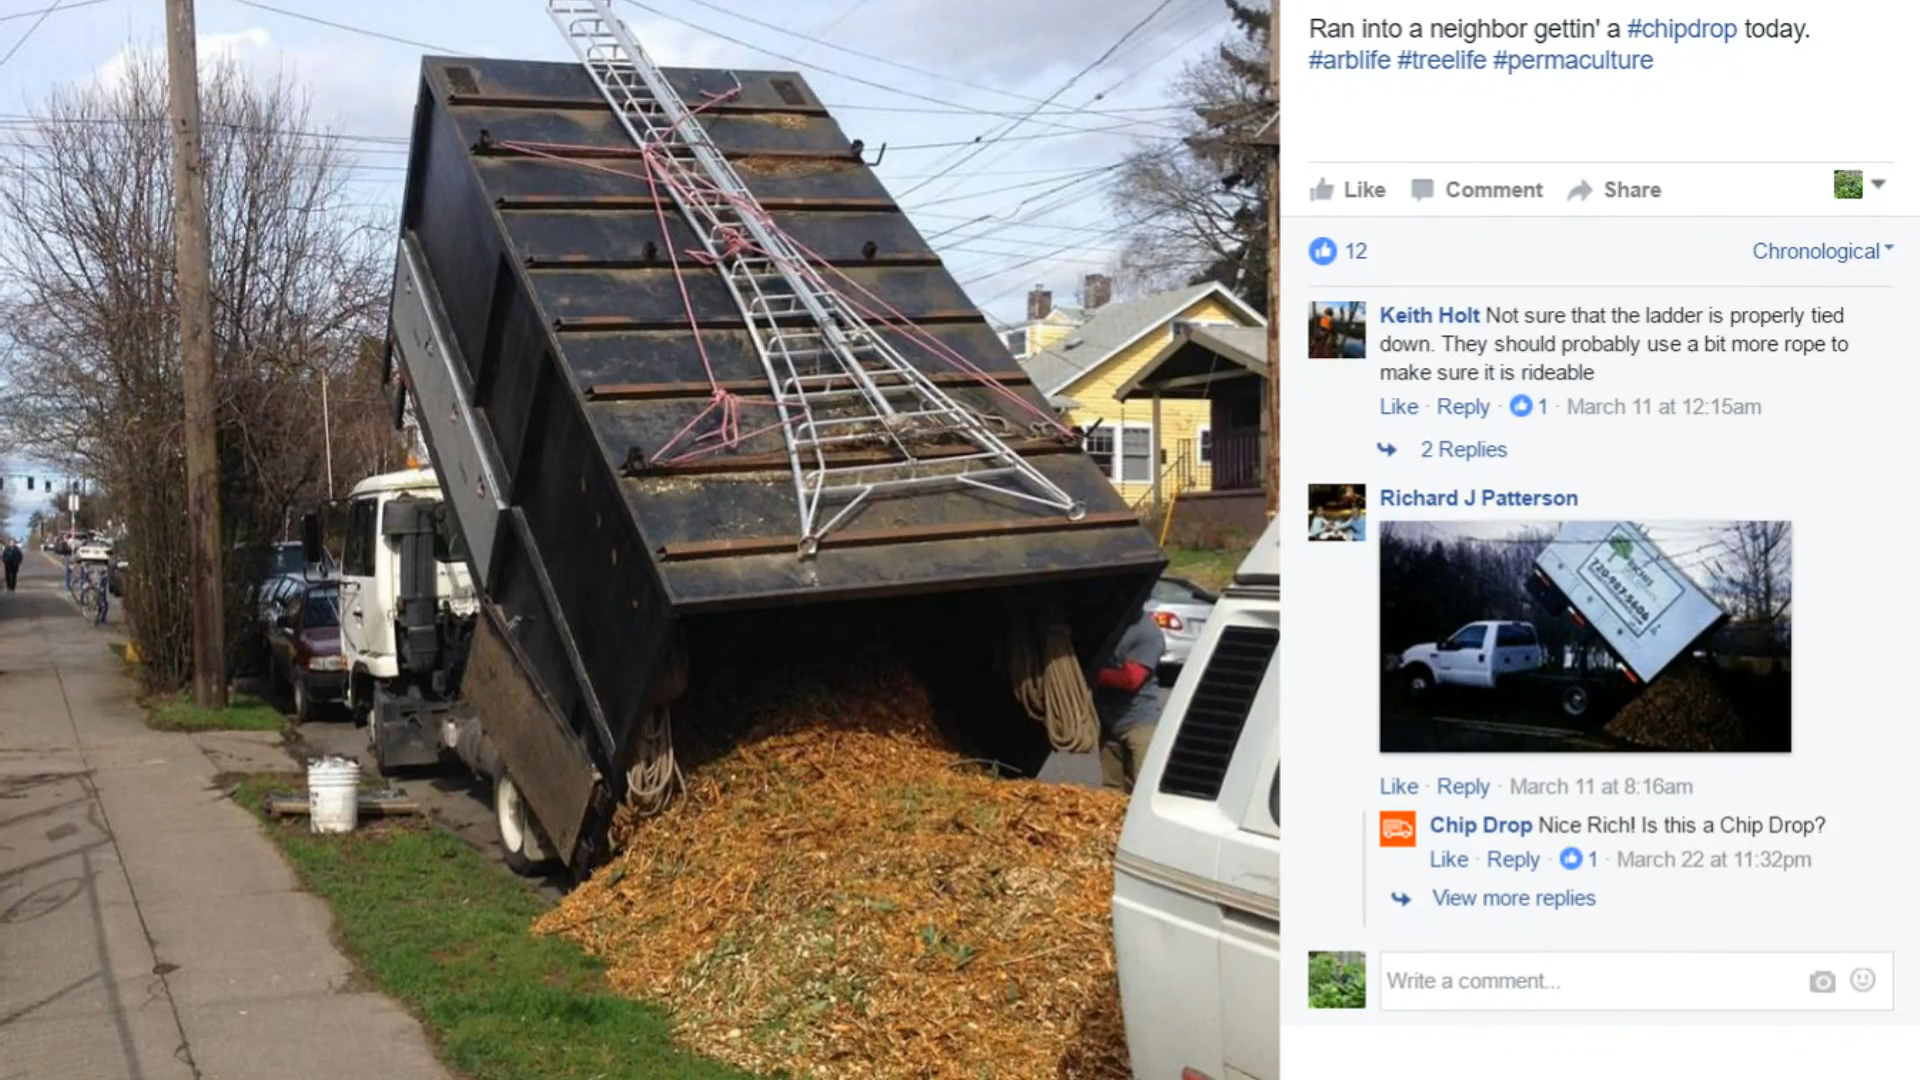 Ran into a neighbor gettin' a #chipdrop today.
#arblife #treelife #permaculture
Like Comment Share
12 Chronological
Keith Holt Not sure that the ladder is properly tied
down. They should probably use a bit more rope to
make sure it is rideable
Like · Reply · 1 · March 11 at 12:15am
2 Replies
Richard J Patterson
720-987-5606
Like · Reply · March 11 at 8:16am
Chip Drop Nice Rich! Is this a Chip Drop?
Like · Reply · 1 · March 22 at 11:32pm
View more replies
Write a comment...